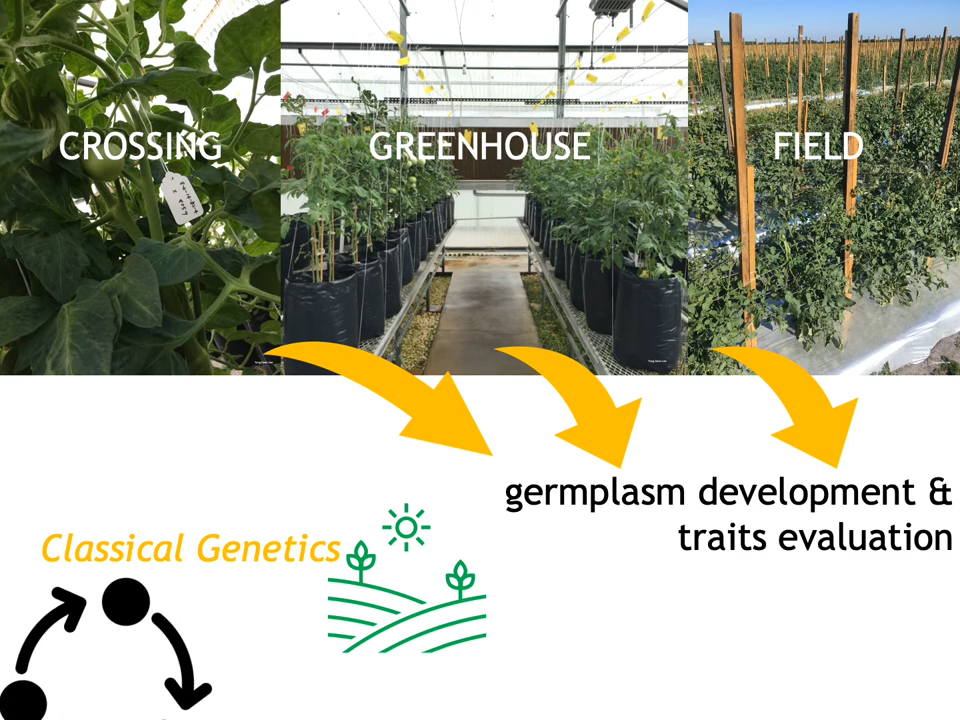 CROSSING
GREENHOUSE
FIELD
germplasm development &
traits evaluation
Classical Genetics